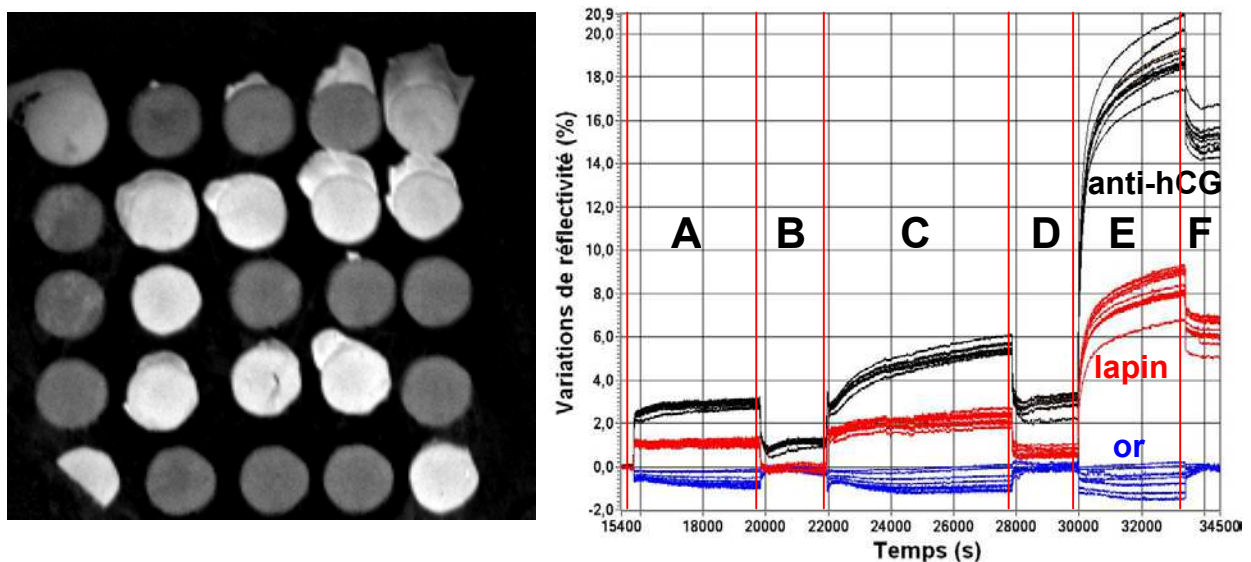 Variations de réflectivité (%)
20,9
20,0
18,0
16,0
14,0
12,0
10,0
8,0
6,0
4,0
2,0
0,0
-2,0
A
B
C
D
E
F
anti-hCG
lapin
or
15400
18000
20000
22000
24000
26000
28000
30000
32000
34500
Temps (s)